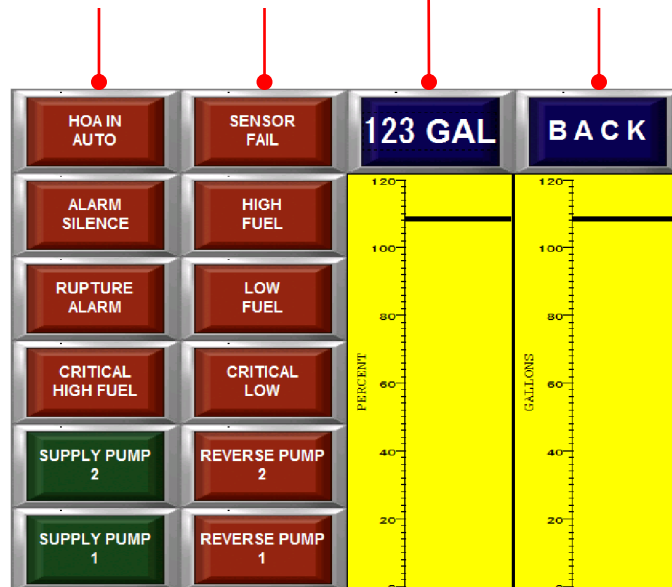 HOA IN
AUTO
SENSOR
FAIL
123 GAL
BACK
ALARM
SILENCE
HIGH
FUEL
RUPTURE
ALARM
LOW
FUEL
CRITICAL
HIGH FUEL
CRITICAL
LOW
SUPPLY PUMP
2
REVERSE PUMP
2
SUPPLY PUMP
1
REVERSE PUMP
1
120
100
80
60
40
20
PERCENT
120
100
80
60
40
20
GALLONS